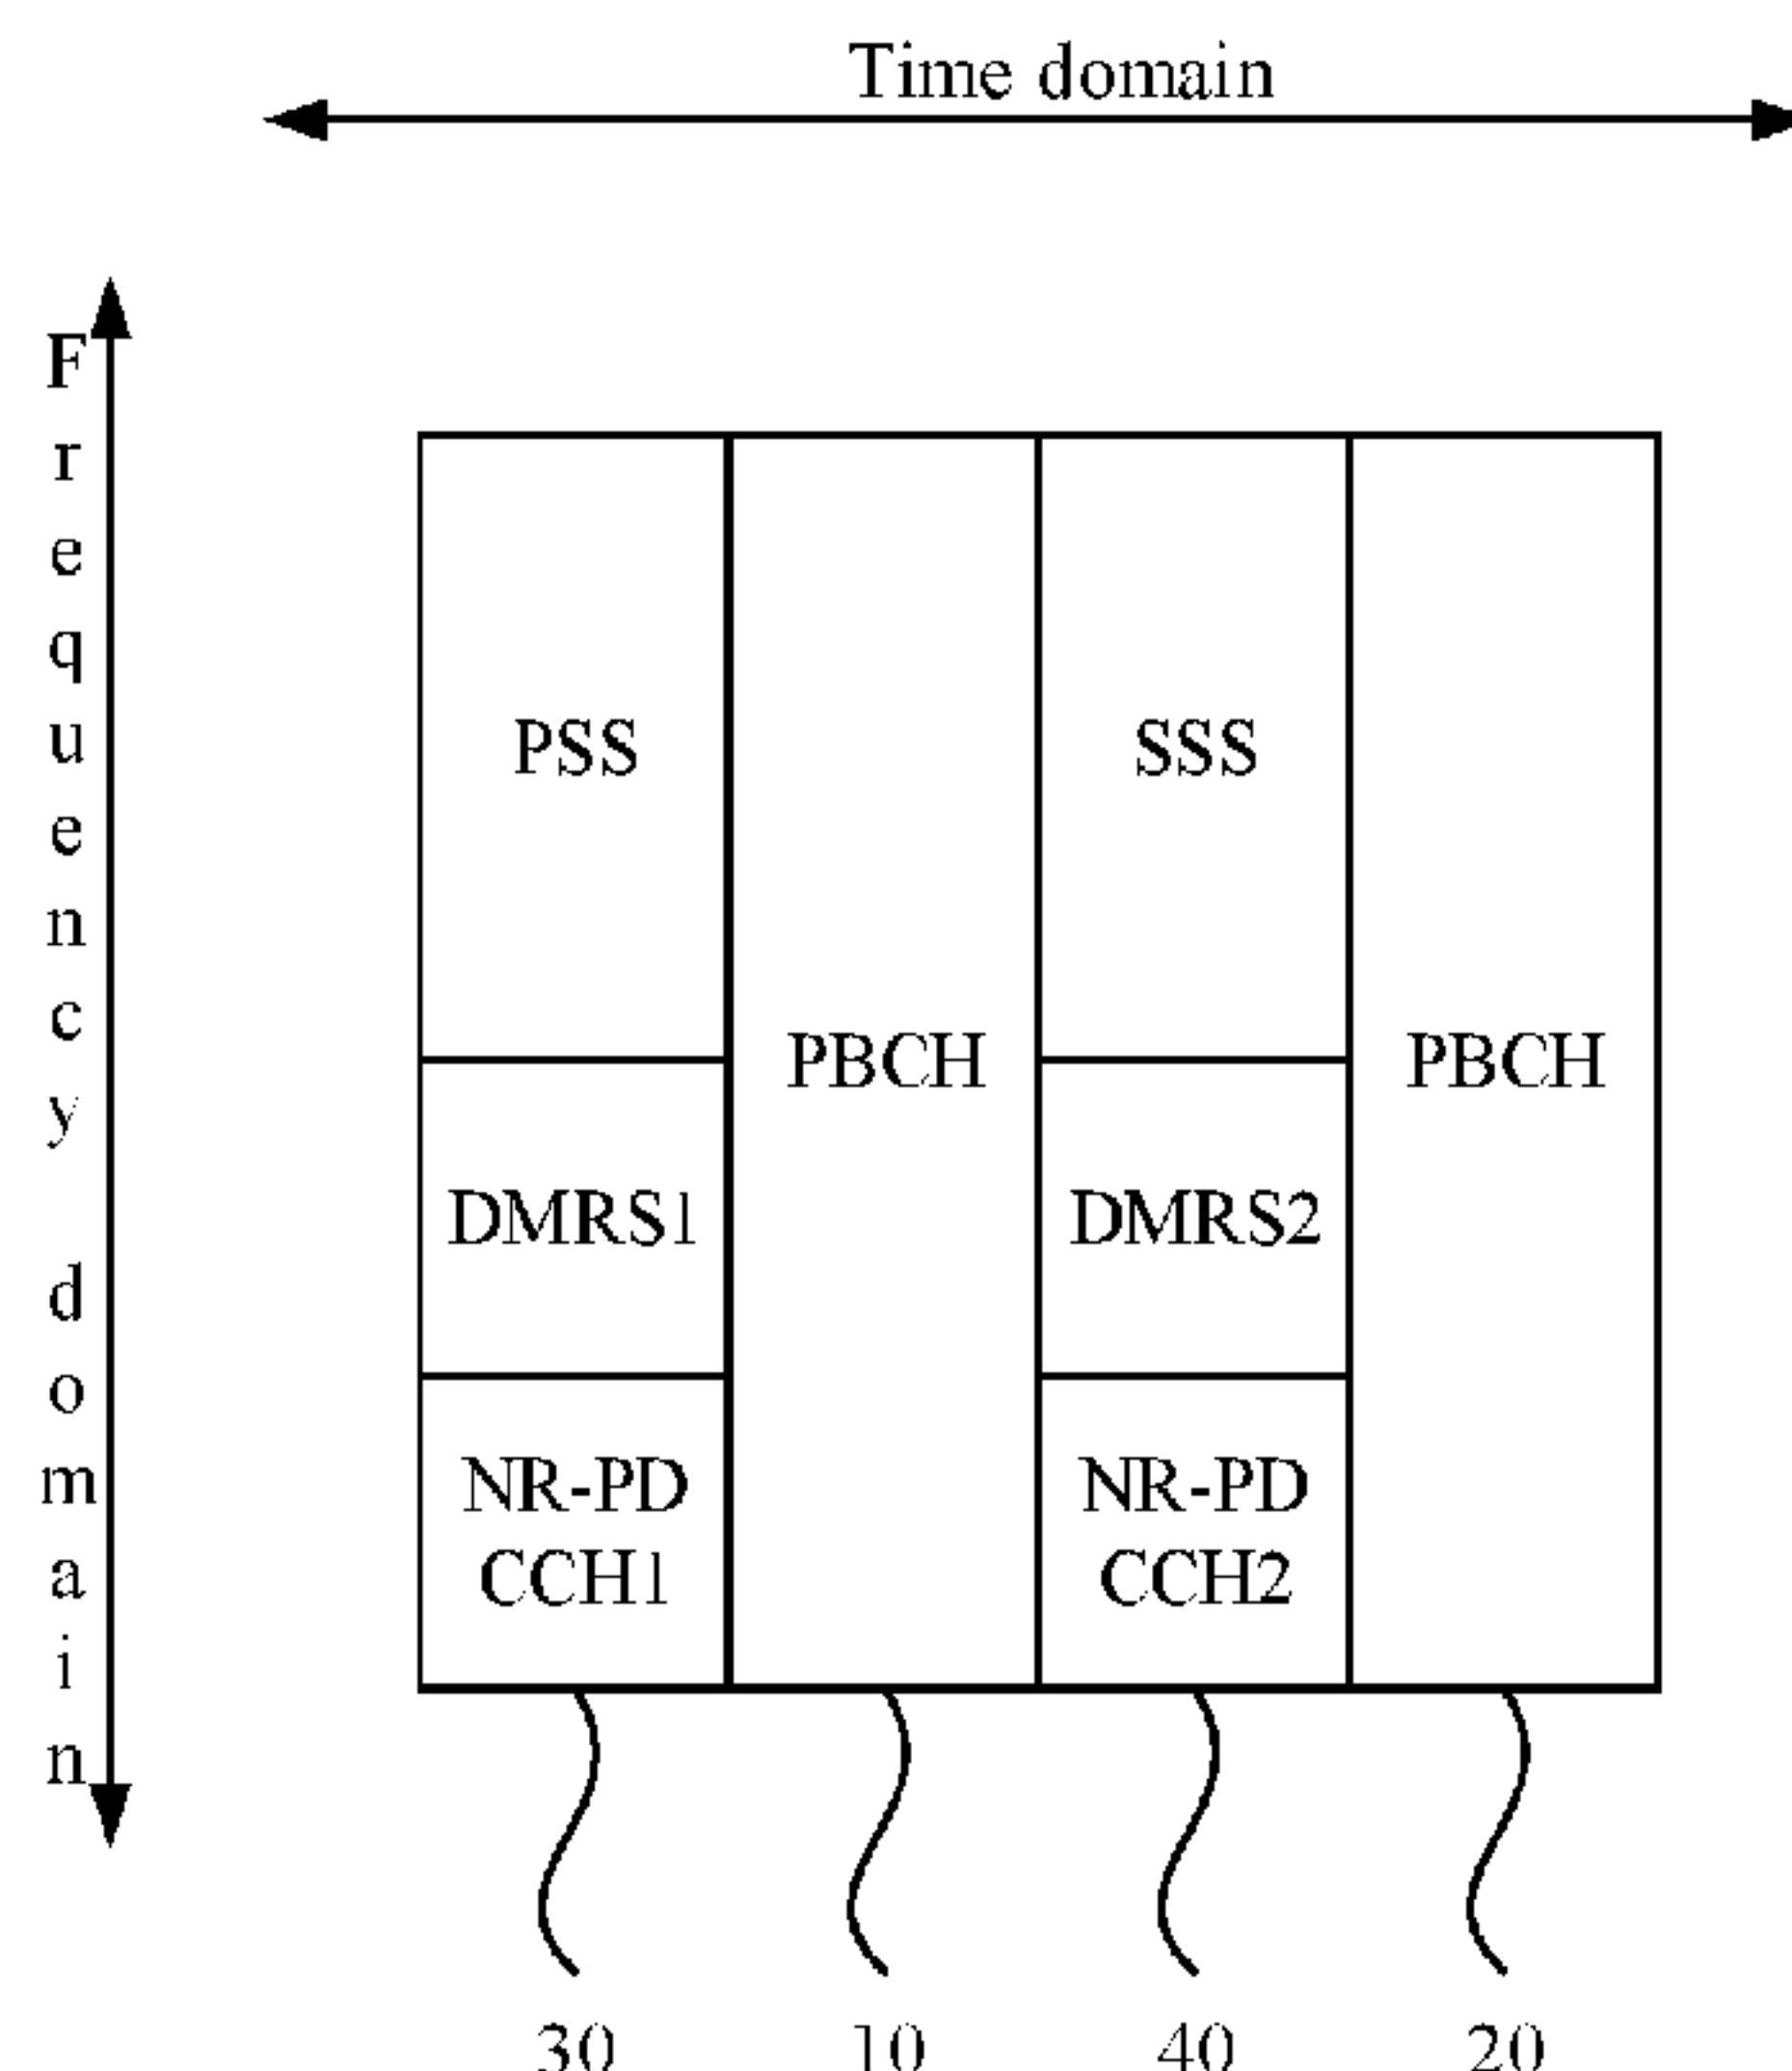 Time domain
Frequency domain
PSS
SSS
PBCH
PBCH
DMRS1
DMRS2
NR-PD
CCH1
NR-PD
CCH2
30
10
40
20